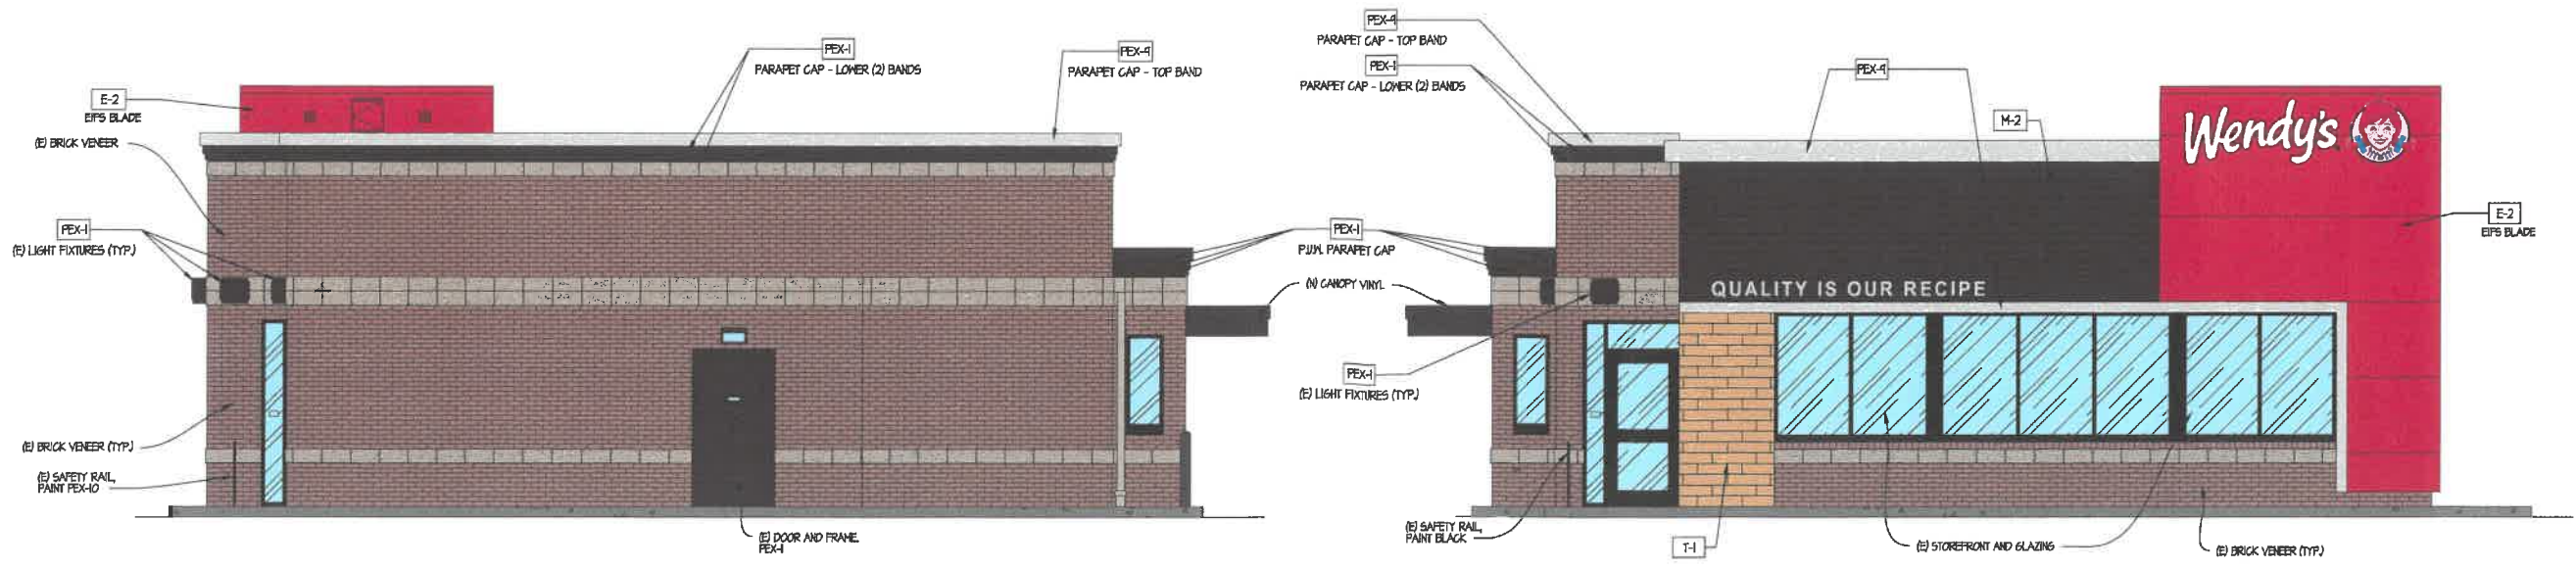 PEX-1
PARAPET CAP - LOWER (2) BANDS
PEX-9
PARAPET CAP - TOP BAND
E-2
EIFS BLADE
(E) BRICK VENEER
PEX-1
(E) LIGHT FIXTURES (TYP.)
(E) BRICK VENEER (TYP.)
(E) SAFETY RAIL,
PAINT PEX-10
(E) DOOR AND FRAME,
PEX-1
PEX-9
PARAPET CAP - TOP BAND
PEX-1
PARAPET CAP - LOWER (2) BANDS
PEX-1
P.U.W. PARAPET CAP
(N) CANOPY VINYL
PEX-1
(E) LIGHT FIXTURES (TYP.)
(E) SAFETY RAIL,
PAINT BLACK
PEX-9
M-2
Wendy's
QUALITY IS OUR RECIPE
E-2
EIFS BLADE
T-1
(E) STOREFRONT AND GLAZING
(E) BRICK VENEER (TYP.)